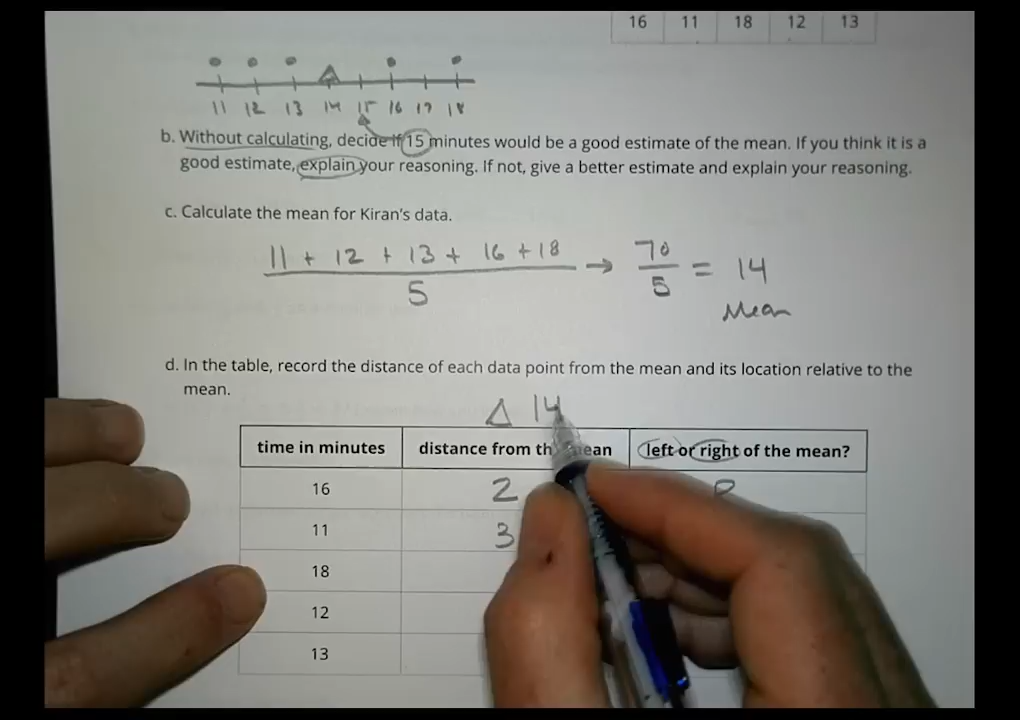 16 11 18 12 13
11 12 13 14 15 16 17 18
b. Without calculating, decide if 15 minutes would be a good estimate of the mean. If you think it is a
good estimate, explain your reasoning. If not, give a better estimate and explain your reasoning.
c. Calculate the mean for Kiran's data.
11 + 12 + 13 + 16 + 18 → 70 = 14
5 5
Mean
d. In the table, record the distance of each data point from the mean and its location relative to the
mean.
Δ 14
time in minutes distance from the mean left or right of the mean?
16 2 R
11 3
18
12
13